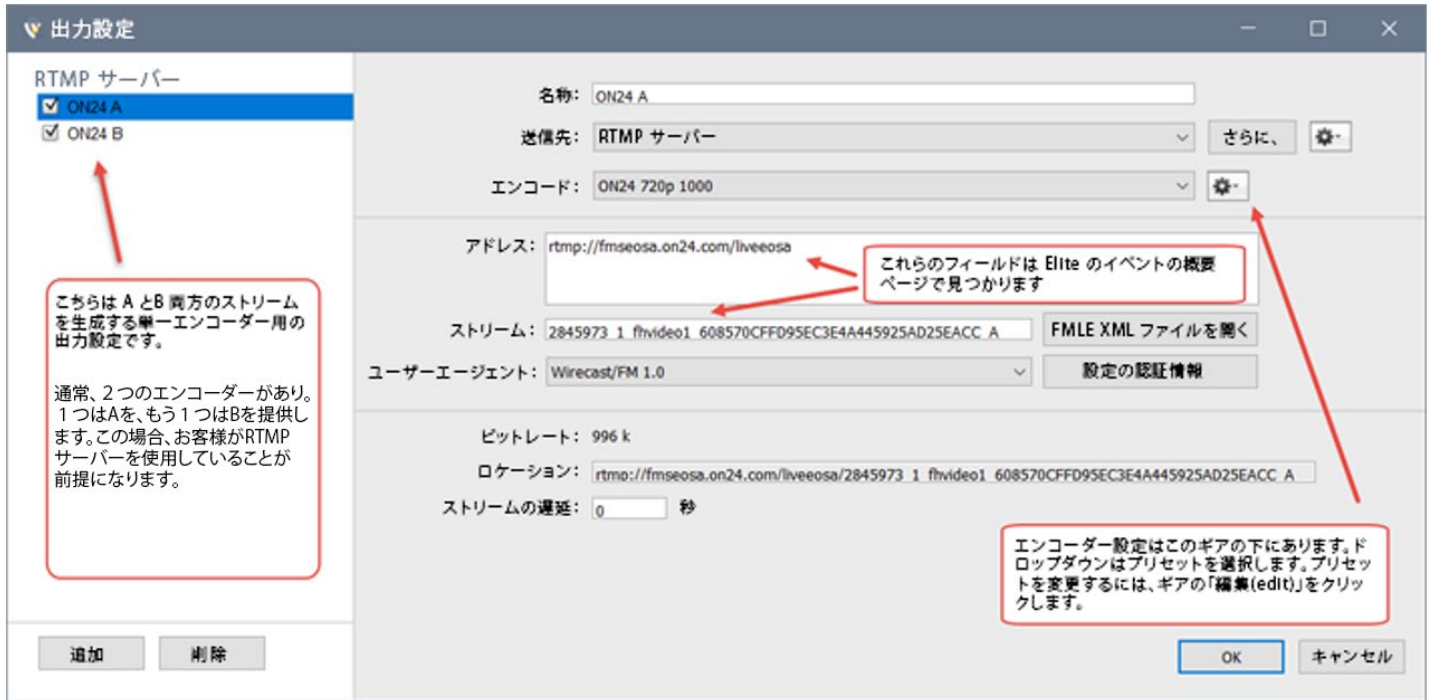 出力設定
RTMP サーバー
ON24 A
ON24 B
こちらは A とB 両方のストリーム
を生成する単一エンコーダー用の
出力設定です。
通常、２つのエンコーダーがあり。
１つはAを、もう１つはBを提供し
ます。この場合、お客様がRTMP
サーバーを使用していることが
前提になります。
追加
削除
名称: ON24 A
送信先: RTMP サーバー さらに、
エンコード: ON24 720p 1000
アドレス: rtmp://fmseosa.on24.com/liveeosa
これらのフィールドは Elite のイベントの概要
ページで見つかります
ストリーム: 2845973_1_fhvideo1_608570CFFD95EC3E4A445925AD25EACC_A FMLE XML ファイルを開く
ユーザーエージェント: Wirecast/FM 1.0 設定の認証情報
ビットレート: 996 k
ロケーション: rtmp://fmseosa.on24.com/liveeosa/2845973_1_fhvideo1_608570CFFD95EC3E4A445925AD25EACC_A
ストリームの遅延: 0 秒
エンコーダー設定はこのギアの下にあります。ド
ロップダウンはプリセットを選択します。プリセッ
トを変更するには、ギアの「編集(edit)」をクリッ
クします。
OK
キャンセル